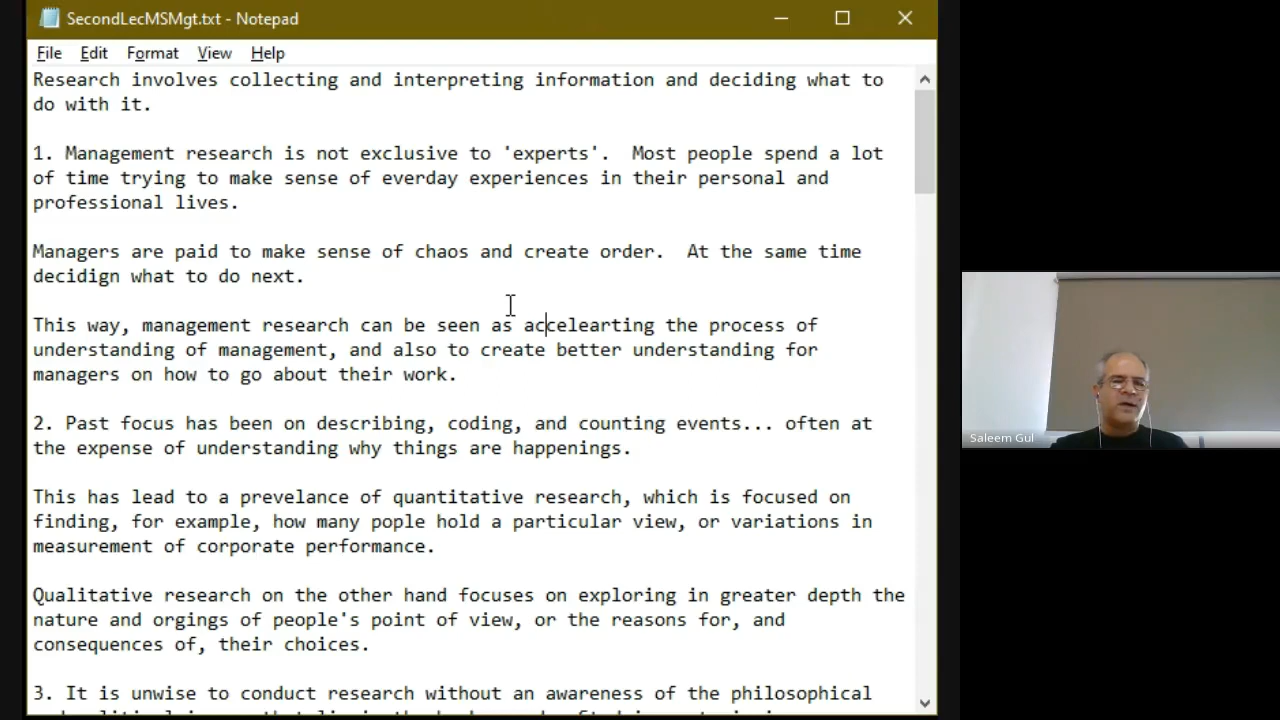 SecondLecMSMgt.txt - Notepad
File Edit Format View Help
Research involves collecting and interpreting information and deciding what to
do with it.
1. Management research is not exclusive to 'experts'.  Most people spend a lot
of time trying to make sense of everday experiences in their personal and
professional lives.
Managers are paid to make sense of chaos and create order.  At the same time
decidign what to do next.
This way, management research can be seen as accelearting the process of
understanding of management, and also to create better understanding for
managers on how to go about their work.
2. Past focus has been on describing, coding, and counting events... often at
the expense of understanding why things are happenings.
This has lead to a prevelance of quantitative research, which is focused on
finding, for example, how many pople hold a particular view, or variations in
measurement of corporate performance.
Qualitative research on the other hand focuses on exploring in greater depth the
nature and orgings of people's point of view, or the reasons for, and
consequences of, their choices.
3. It is unwise to conduct research without an awareness of the philosophical
Saleem Gul